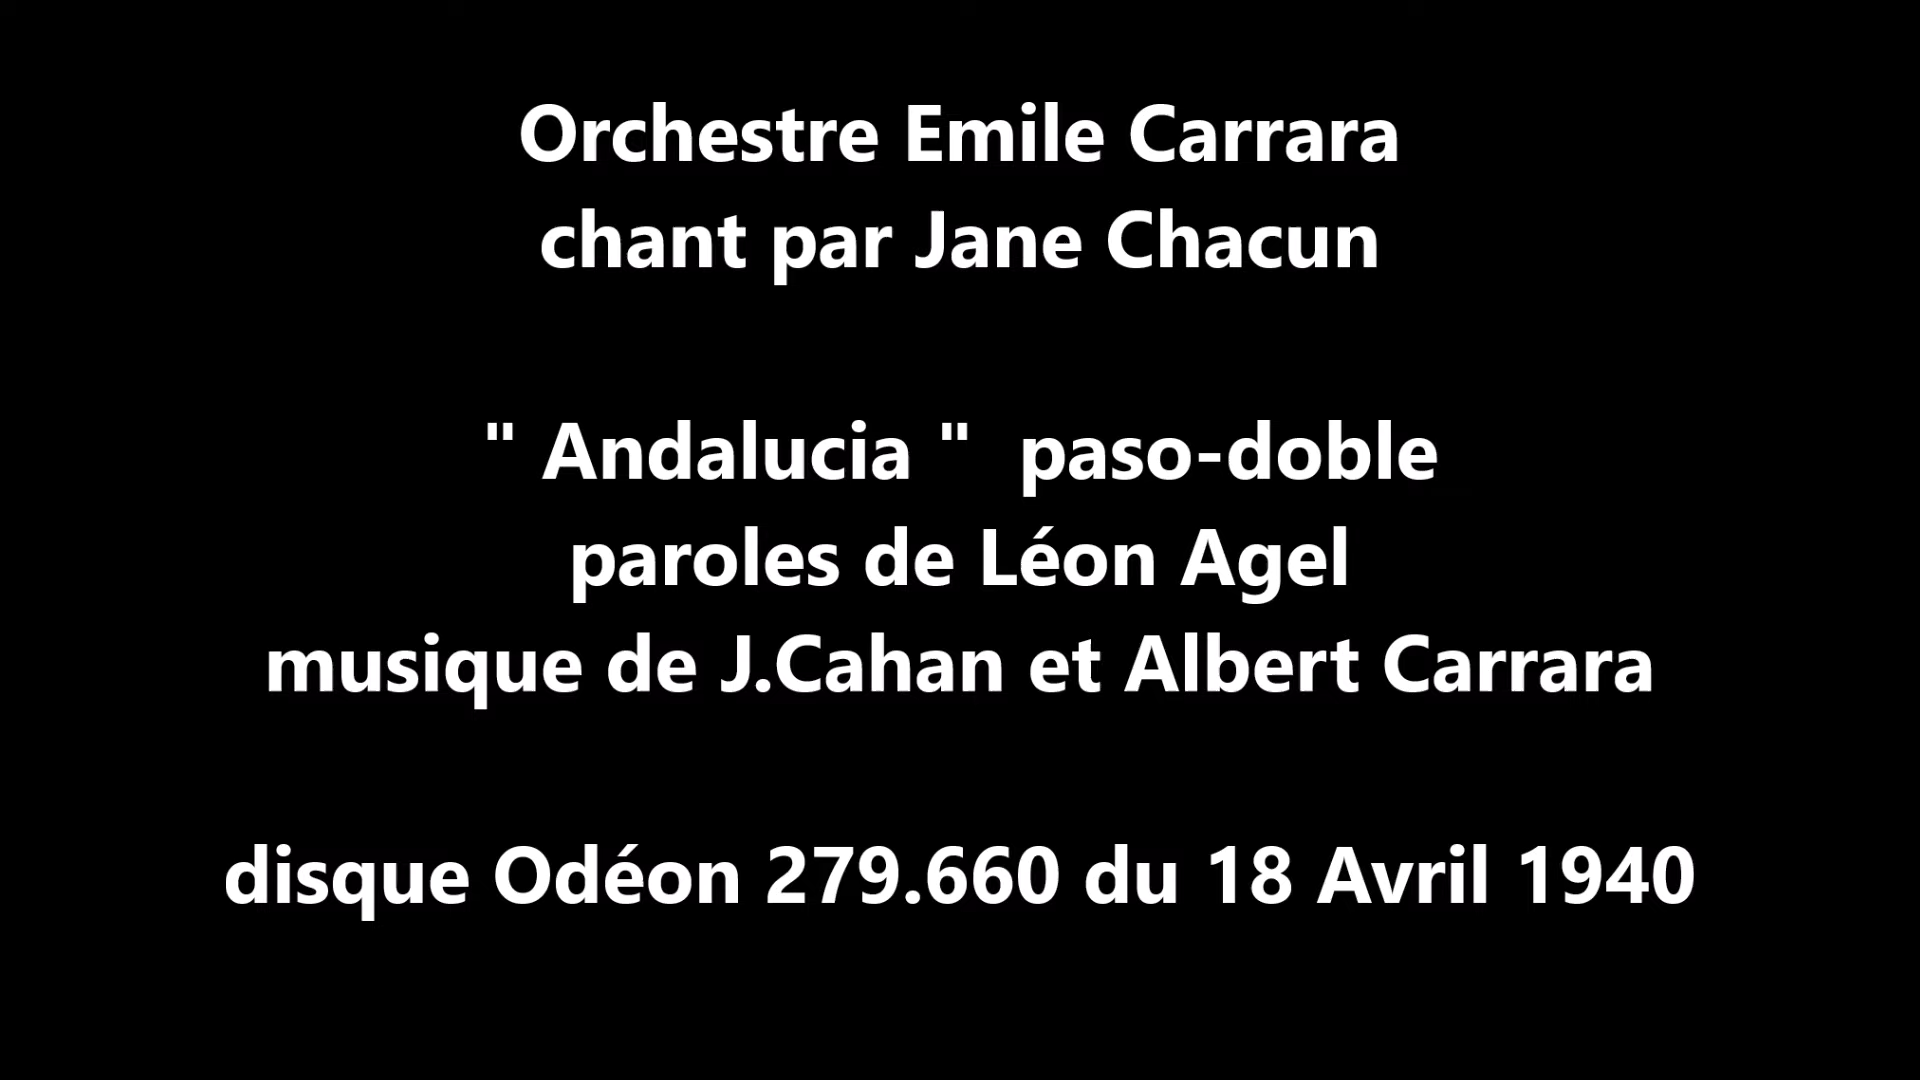 Orchestre Emile Carrara
chant par Jane Chacun
" Andalucia "  paso-doble
paroles de Léon Agel
musique de J.Cahan et Albert Carrara
disque Odéon 279.660 du 18 Avril 1940